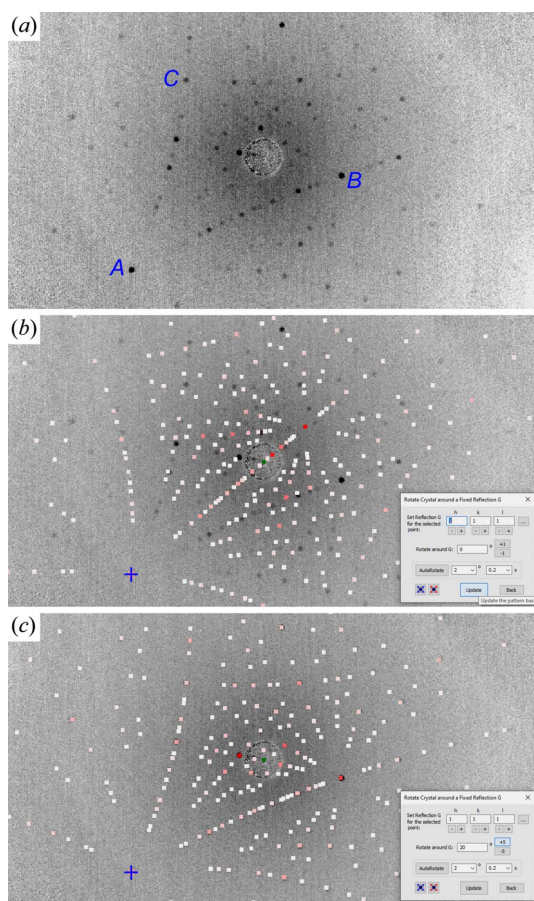 (a)
C
B
A
(b)
Rotate Crystal around a Fixed Reflection G
h k l
Set Reflection G
for the selected
point:
1 1 ...
- + - + - +
Rotate around G: 0 ° +1
-1
AutoRotate 2 ° 0.2 s
Update Back
Update the pattern bas
(c)
Rotate Crystal around a Fixed Reflection G
h k l
Set Reflection G
for the selected
point:
1 1 1 ...
- + - + - +
Rotate around G: 20 ° +5
-5
AutoRotate 2 ° 0.2 s
Update Back